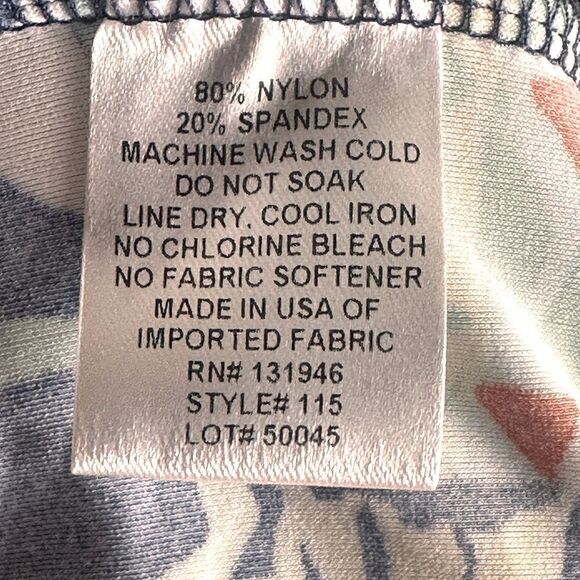 80% NYLON
20% SPANDEX
MACHINE WASH COLD
DO NOT SOAK
LINE DRY, COOL IRON
NO CHLORINE BLEACH
NO FABRIC SOFTENER
MADE IN USA OF
IMPORTED FABRIC
RN# 131946
STYLE# 115
LOT# 50045